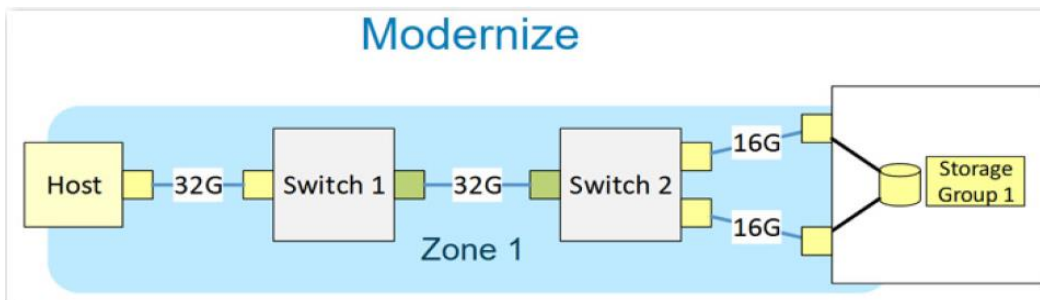 Modernize
Host
32G
Switch 1
32G
Switch 2
16G
16G
Storage
Group 1
Zone 1